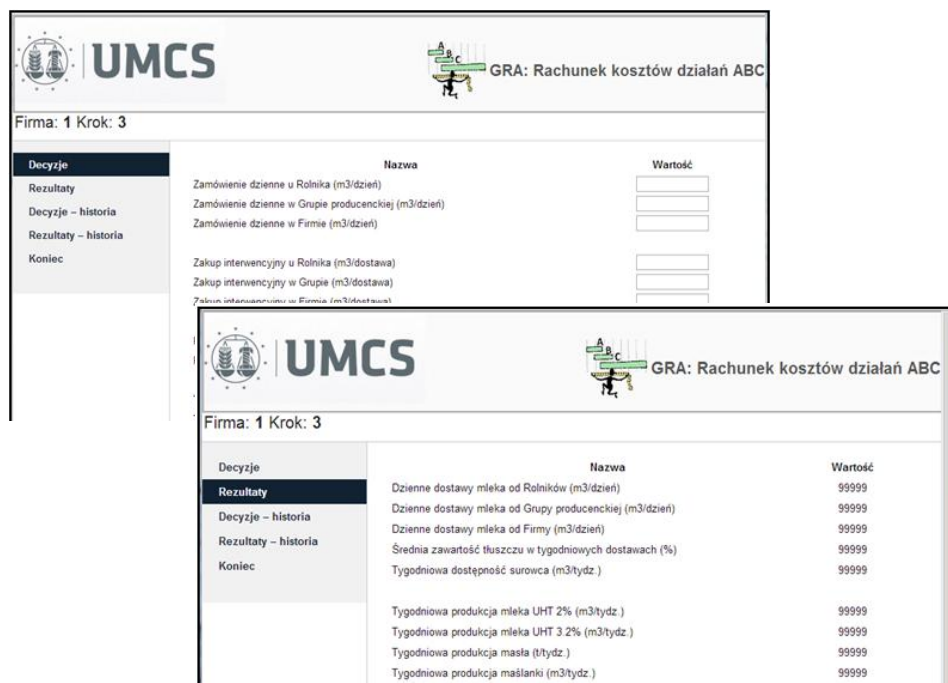 UMCS
A
B
C
GRA: Rachunek kosztów działań ABC
Firma: 1 Krok: 3
Decyzje
Rezultaty
Decyzje – historia
Rezultaty – historia
Koniec
Nazwa Wartość
Zamówienie dzienne u Rolnika (m3/dzień)
Zamówienie dzienne w Grupie producenckiej (m3/dzień)
Zamówienie dzienne w Firmie (m3/dzień)
Zakup interwencyjny u Rolnika (m3/dostawa)
Zakup interwencyjny w Grupie (m3/dostawa)
Zakup interwencyjny w Firmie (m3/dostawa)
UMCS
A
B
C
GRA: Rachunek kosztów działań ABC
Firma: 1 Krok: 3
Decyzje
Rezultaty
Decyzje – historia
Rezultaty – historia
Koniec
Nazwa Wartość
Dzienne dostawy mleka od Rolników (m3/dzień) 99999
Dzienne dostawy mleka od Grupy producenckiej (m3/dzień) 99999
Dzienne dostawy mleka od Firmy (m3/dzień) 99999
Średnia zawartość tłuszczu w tygodniowych dostawach (%) 99999
Tygodniowa dostępność surowca (m3/tydz.) 99999
Tygodniowa produkcja mleka UHT 2% (m3/tydz.) 99999
Tygodniowa produkcja mleka UHT 3.2% (m3/tydz.) 99999
Tygodniowa produkcja masła (t/tydz.) 99999
Tygodniowa produkcja maślanki (m3/tydz.) 99999